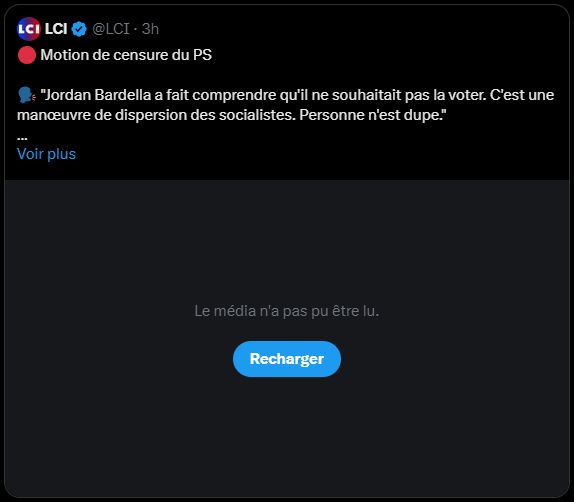 LCI LCI @LCI · 3h
🔴 Motion de censure du PS
🗣️ "Jordan Bardella a fait comprendre qu'il ne souhaitait pas la voter. C'est une
manœuvre de dispersion des socialistes. Personne n'est dupe."
...
Voir plus
Le média n'a pas pu être lu.
Recharger